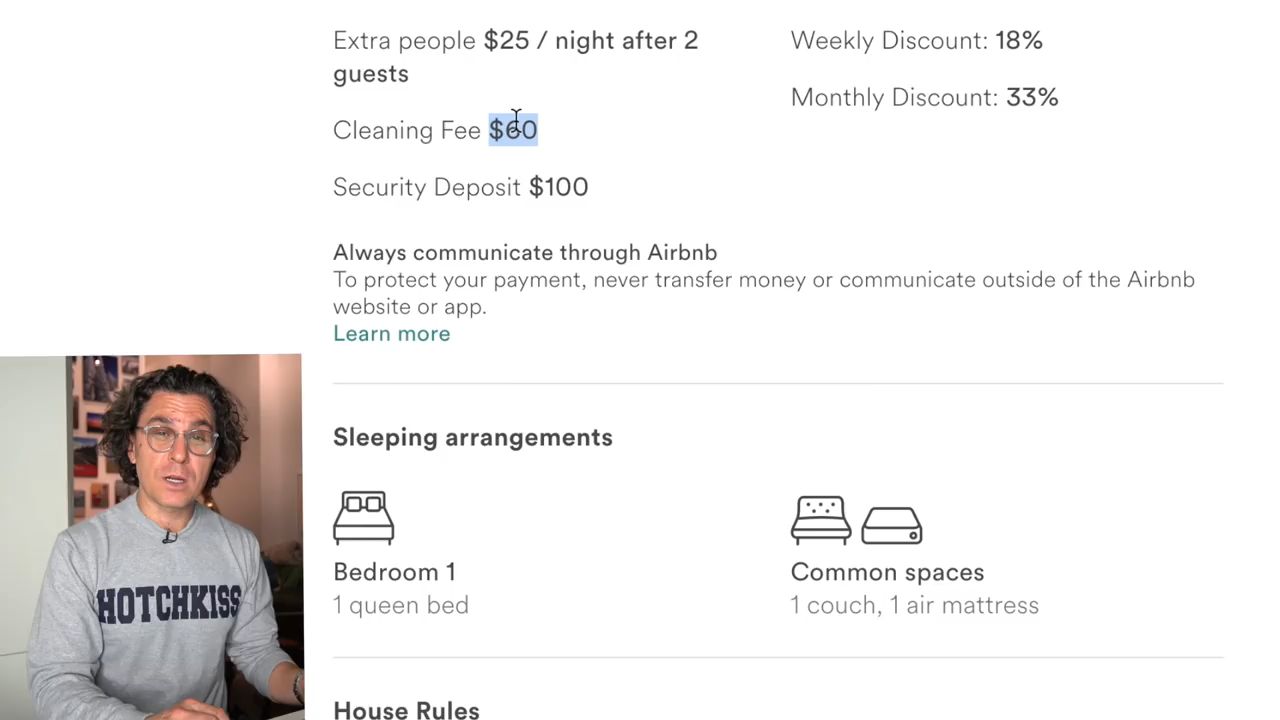 Extra people $25 / night after 2
guests
Cleaning Fee $60
Security Deposit $100
Weekly Discount: 18%
Monthly Discount: 33%
Always communicate through Airbnb
To protect your payment, never transfer money or communicate outside of the Airbnb
website or app.
Learn more
Sleeping arrangements
Bedroom 1
1 queen bed
Common spaces
1 couch, 1 air mattress
House Rules
HOTCHKISS